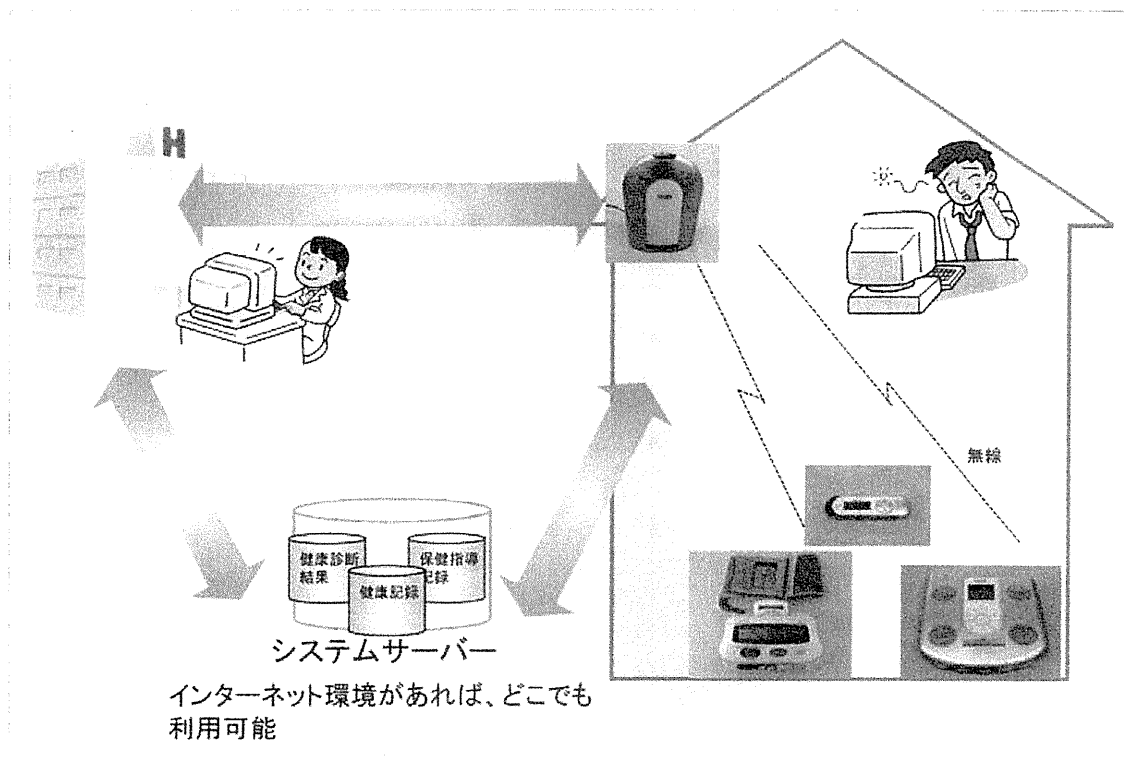 H
無線
健康診断
結果
保健指導
記録
健康記録
システムサーバー
インターネット環境があれば、どこでも
利用可能